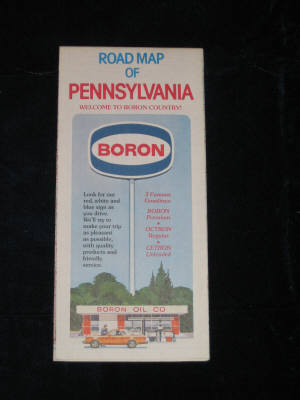 ROAD MAP
OF
PENNSYLVANIA
WELCOME TO BORON COUNTRY!
BORON
Look for our
red, white and
blue sign as
you drive.
We'll try to
make your trip
as pleasant
as possible,
with quality
products and
friendly
service.
3 Famous
Gasolines
BORON
Premium
OCTRON
Regular
CETRON
Unleaded
BORON OIL CO